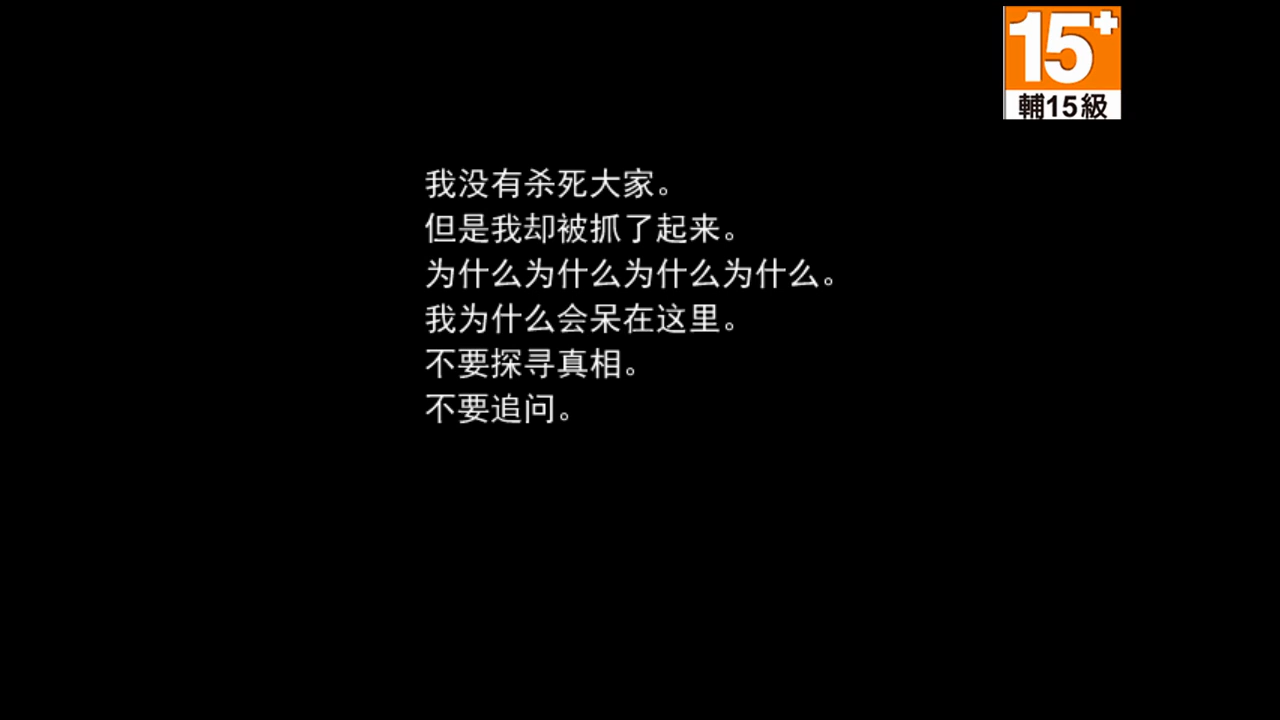 15+
輔15級
我没有杀死大家。
但是我却被抓了起来。
为什么为什么为什么为什么。
我为什么会呆在这里。
不要探寻真相。
不要追问。